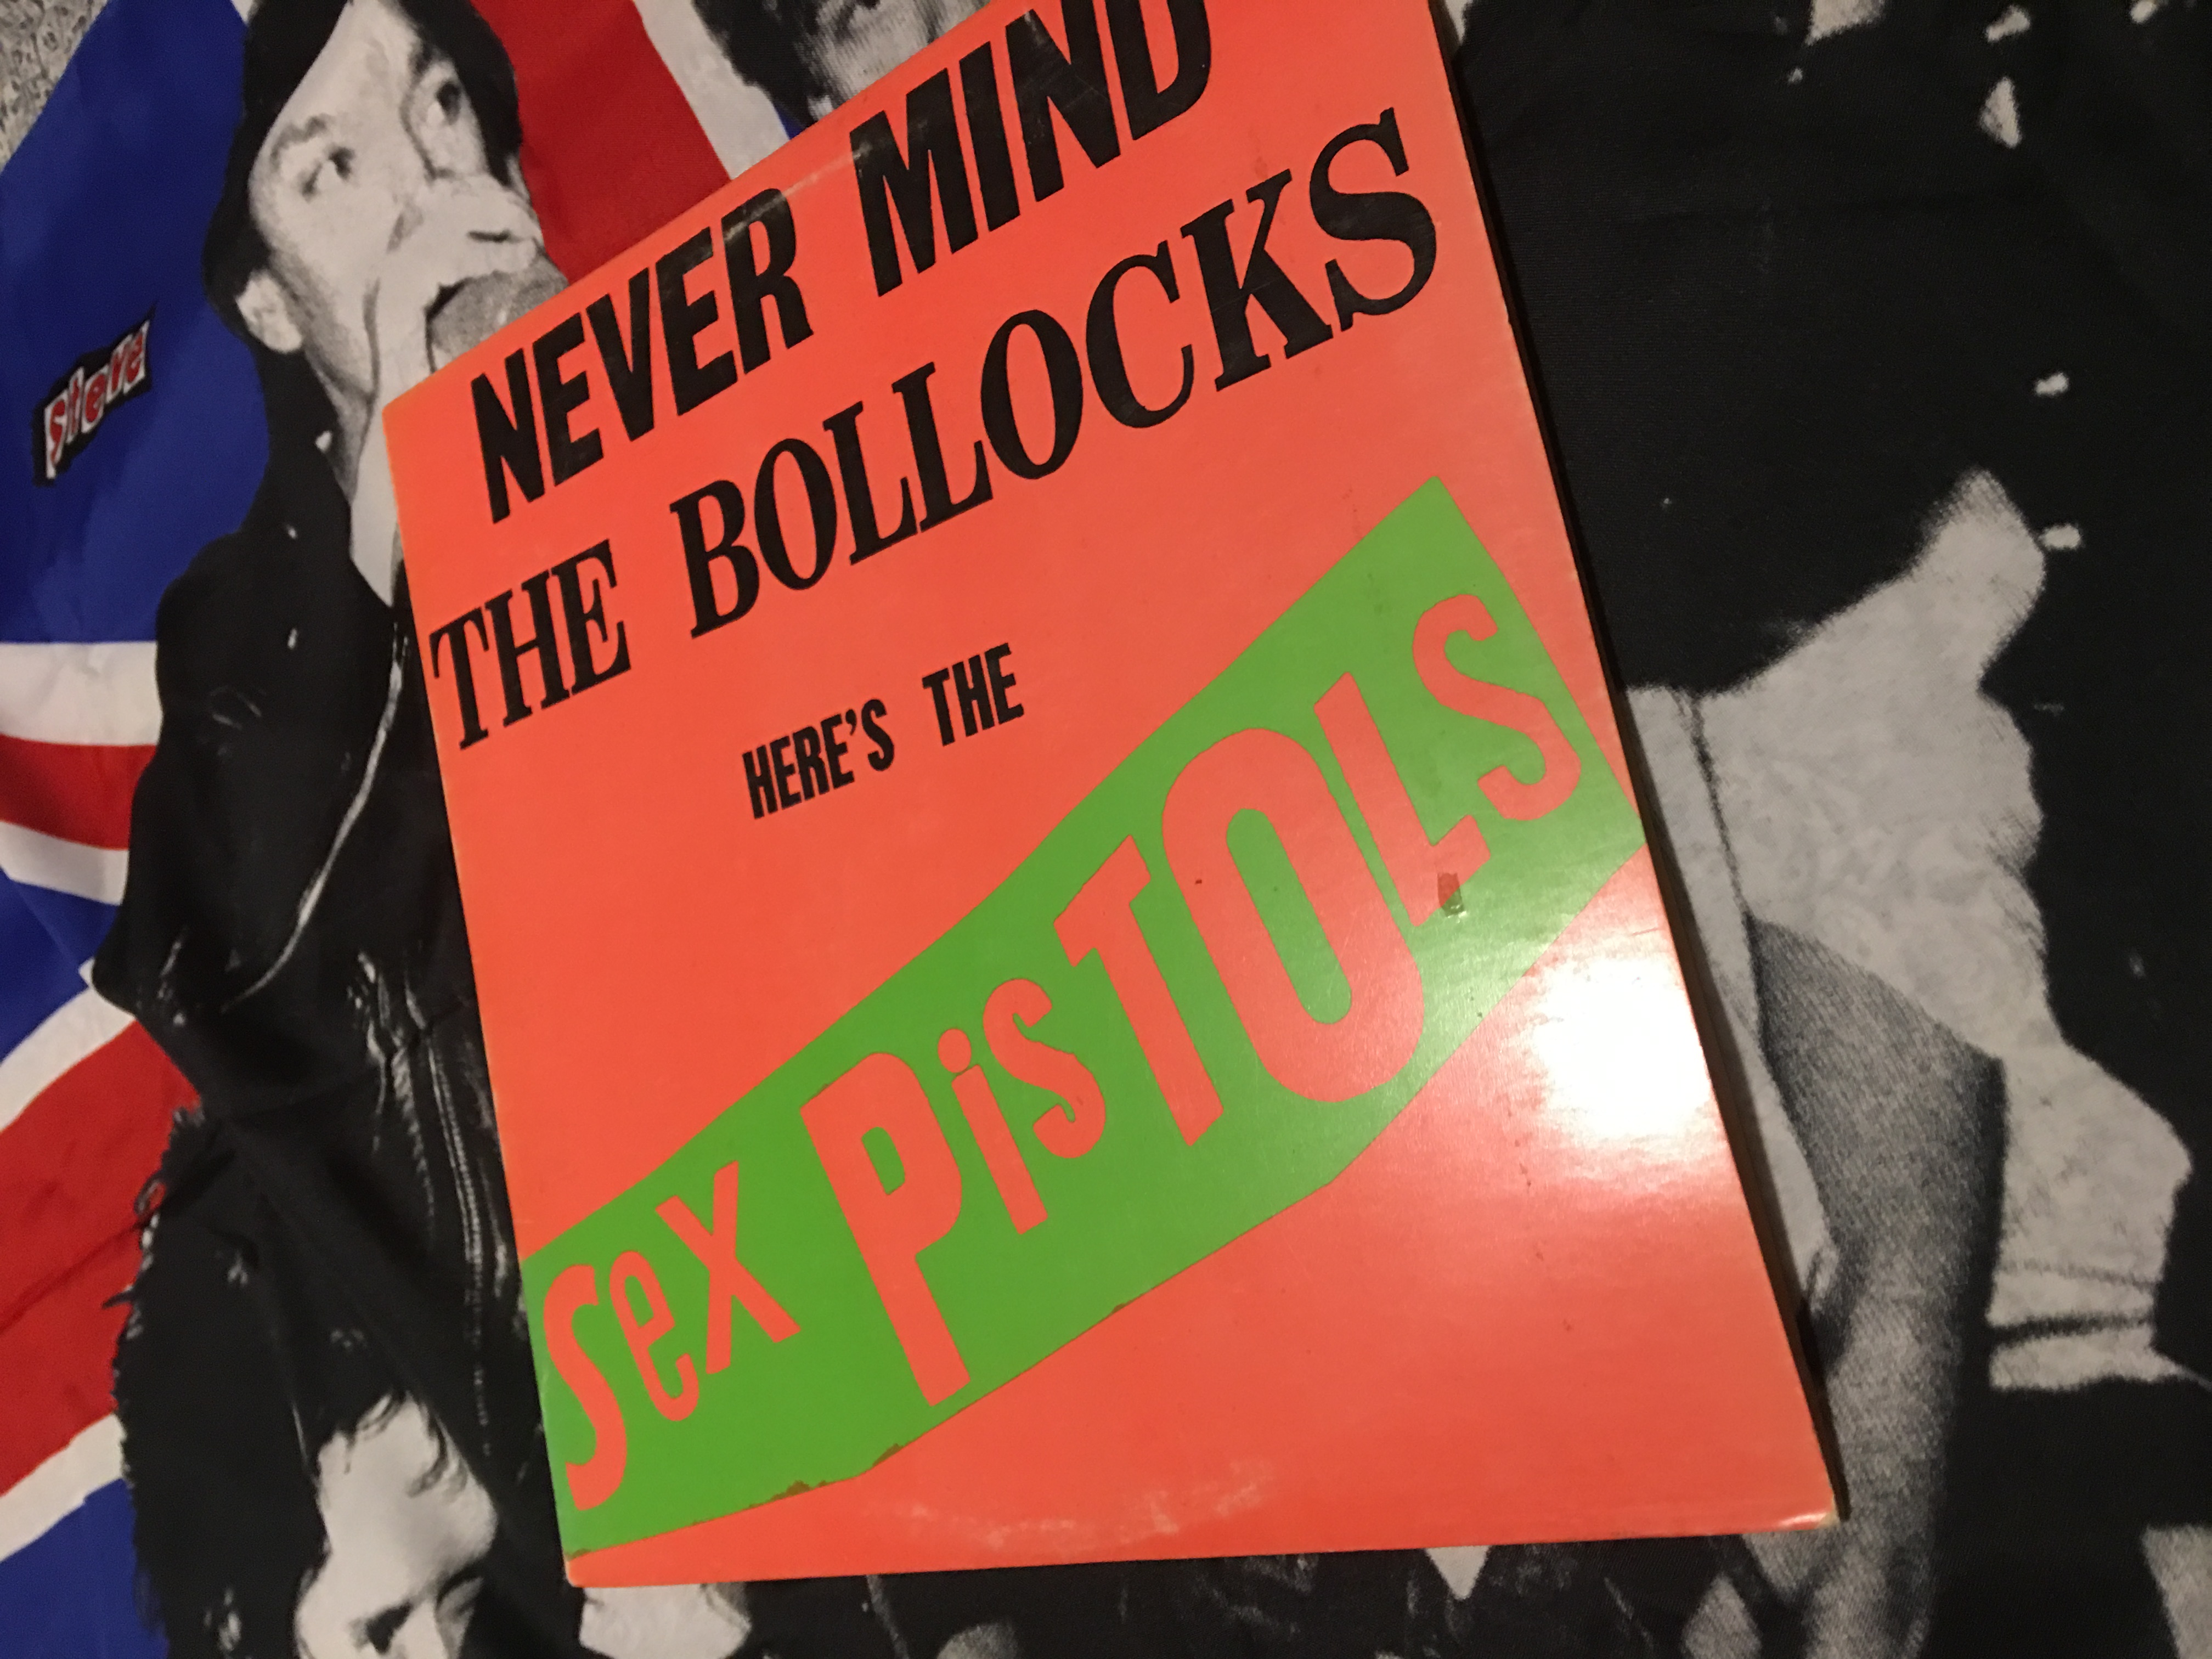 NEVER MIND
THE BOLLOCKS
HERE'S THE
Sex PisTOLS
steve